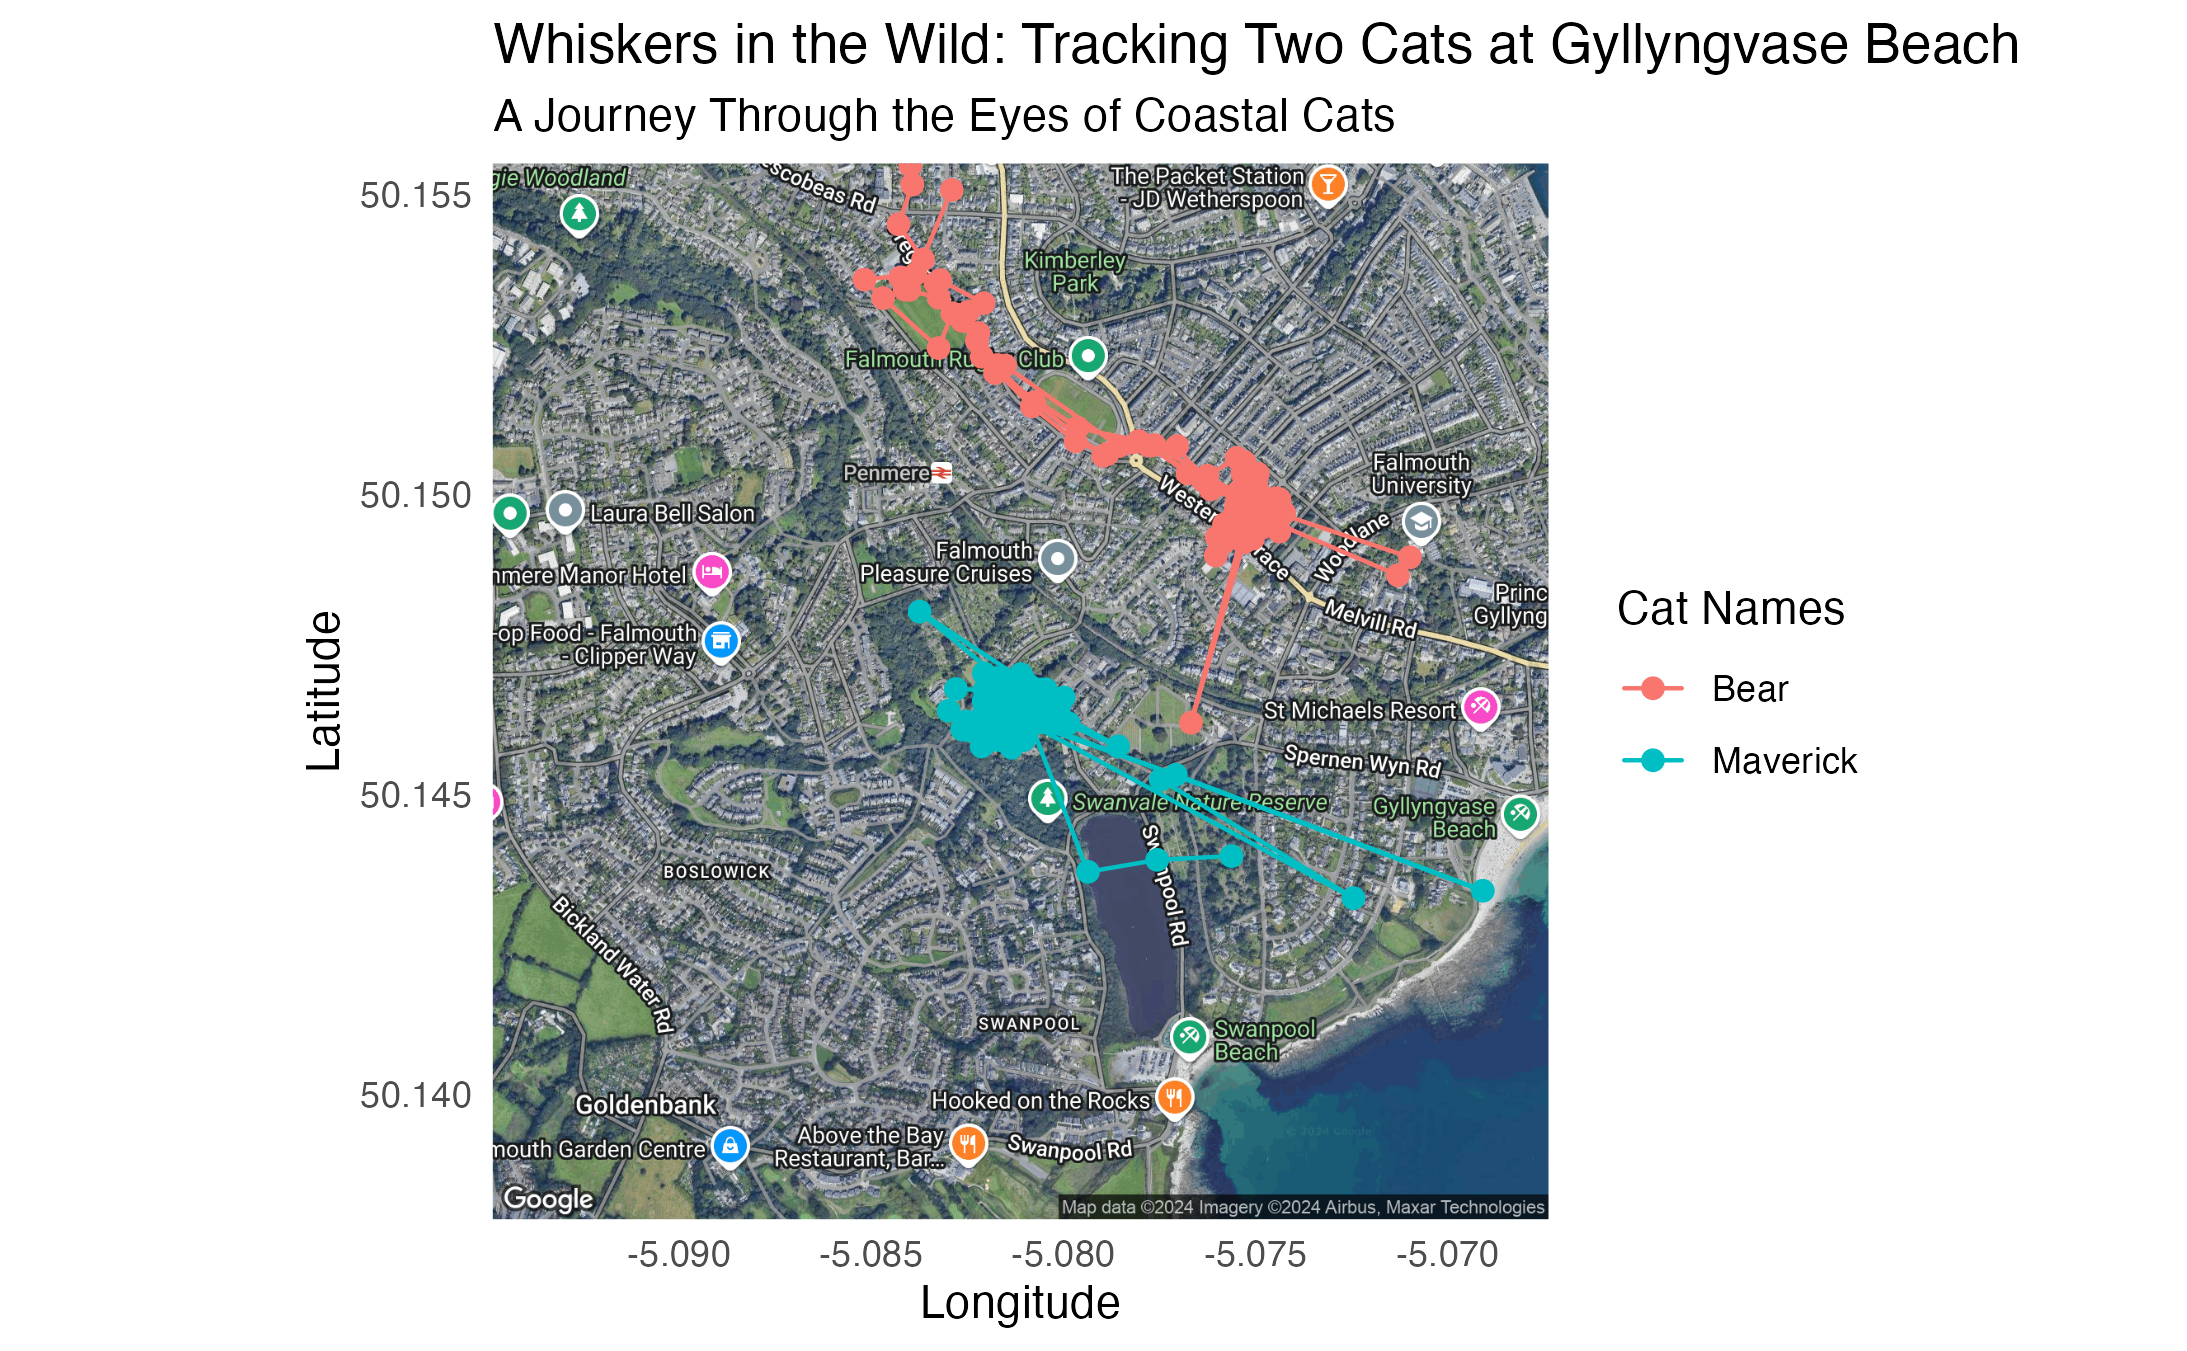 Whiskers in the Wild: Tracking Two Cats at Gyllyngvase Beach
A Journey Through the Eyes of Coastal Cats
50.155
50.150
50.145
50.140
Latitude
gie Woodland
scobeas Rd
The Packet Station
- JD Wetherspoon
reg
Kimberley
Park
Falmouth Ru Club
Penmere
Falmouth
University
Laura Bell Salon
Wester
race
Woodlane
Falmouth
Pleasure Cruises
nmere Manor Hotel
Princ
Gyllyng
Melvill Rd
-op Food - Falmouth
- Clipper Way
St Michaels Resort
Spernen Wyn Rd
Swanvale Nature Reserve
Gyllyngvase
Beach
Swanpool Rd
BOSLOWICK
Bickland Water Rd
SWANPOOL
Swanpool
Beach
Goldenbank
Hooked on the Rocks
mouth Garden Centre
Above the Bay
Restaurant, Bar...
Swanpool Rd
© 2024 Google
Google
Map data ©2024 Imagery ©2024 Airbus, Maxar Technologies
-5.090
-5.085
-5.080
-5.075
-5.070
Longitude
Cat Names
Bear
Maverick